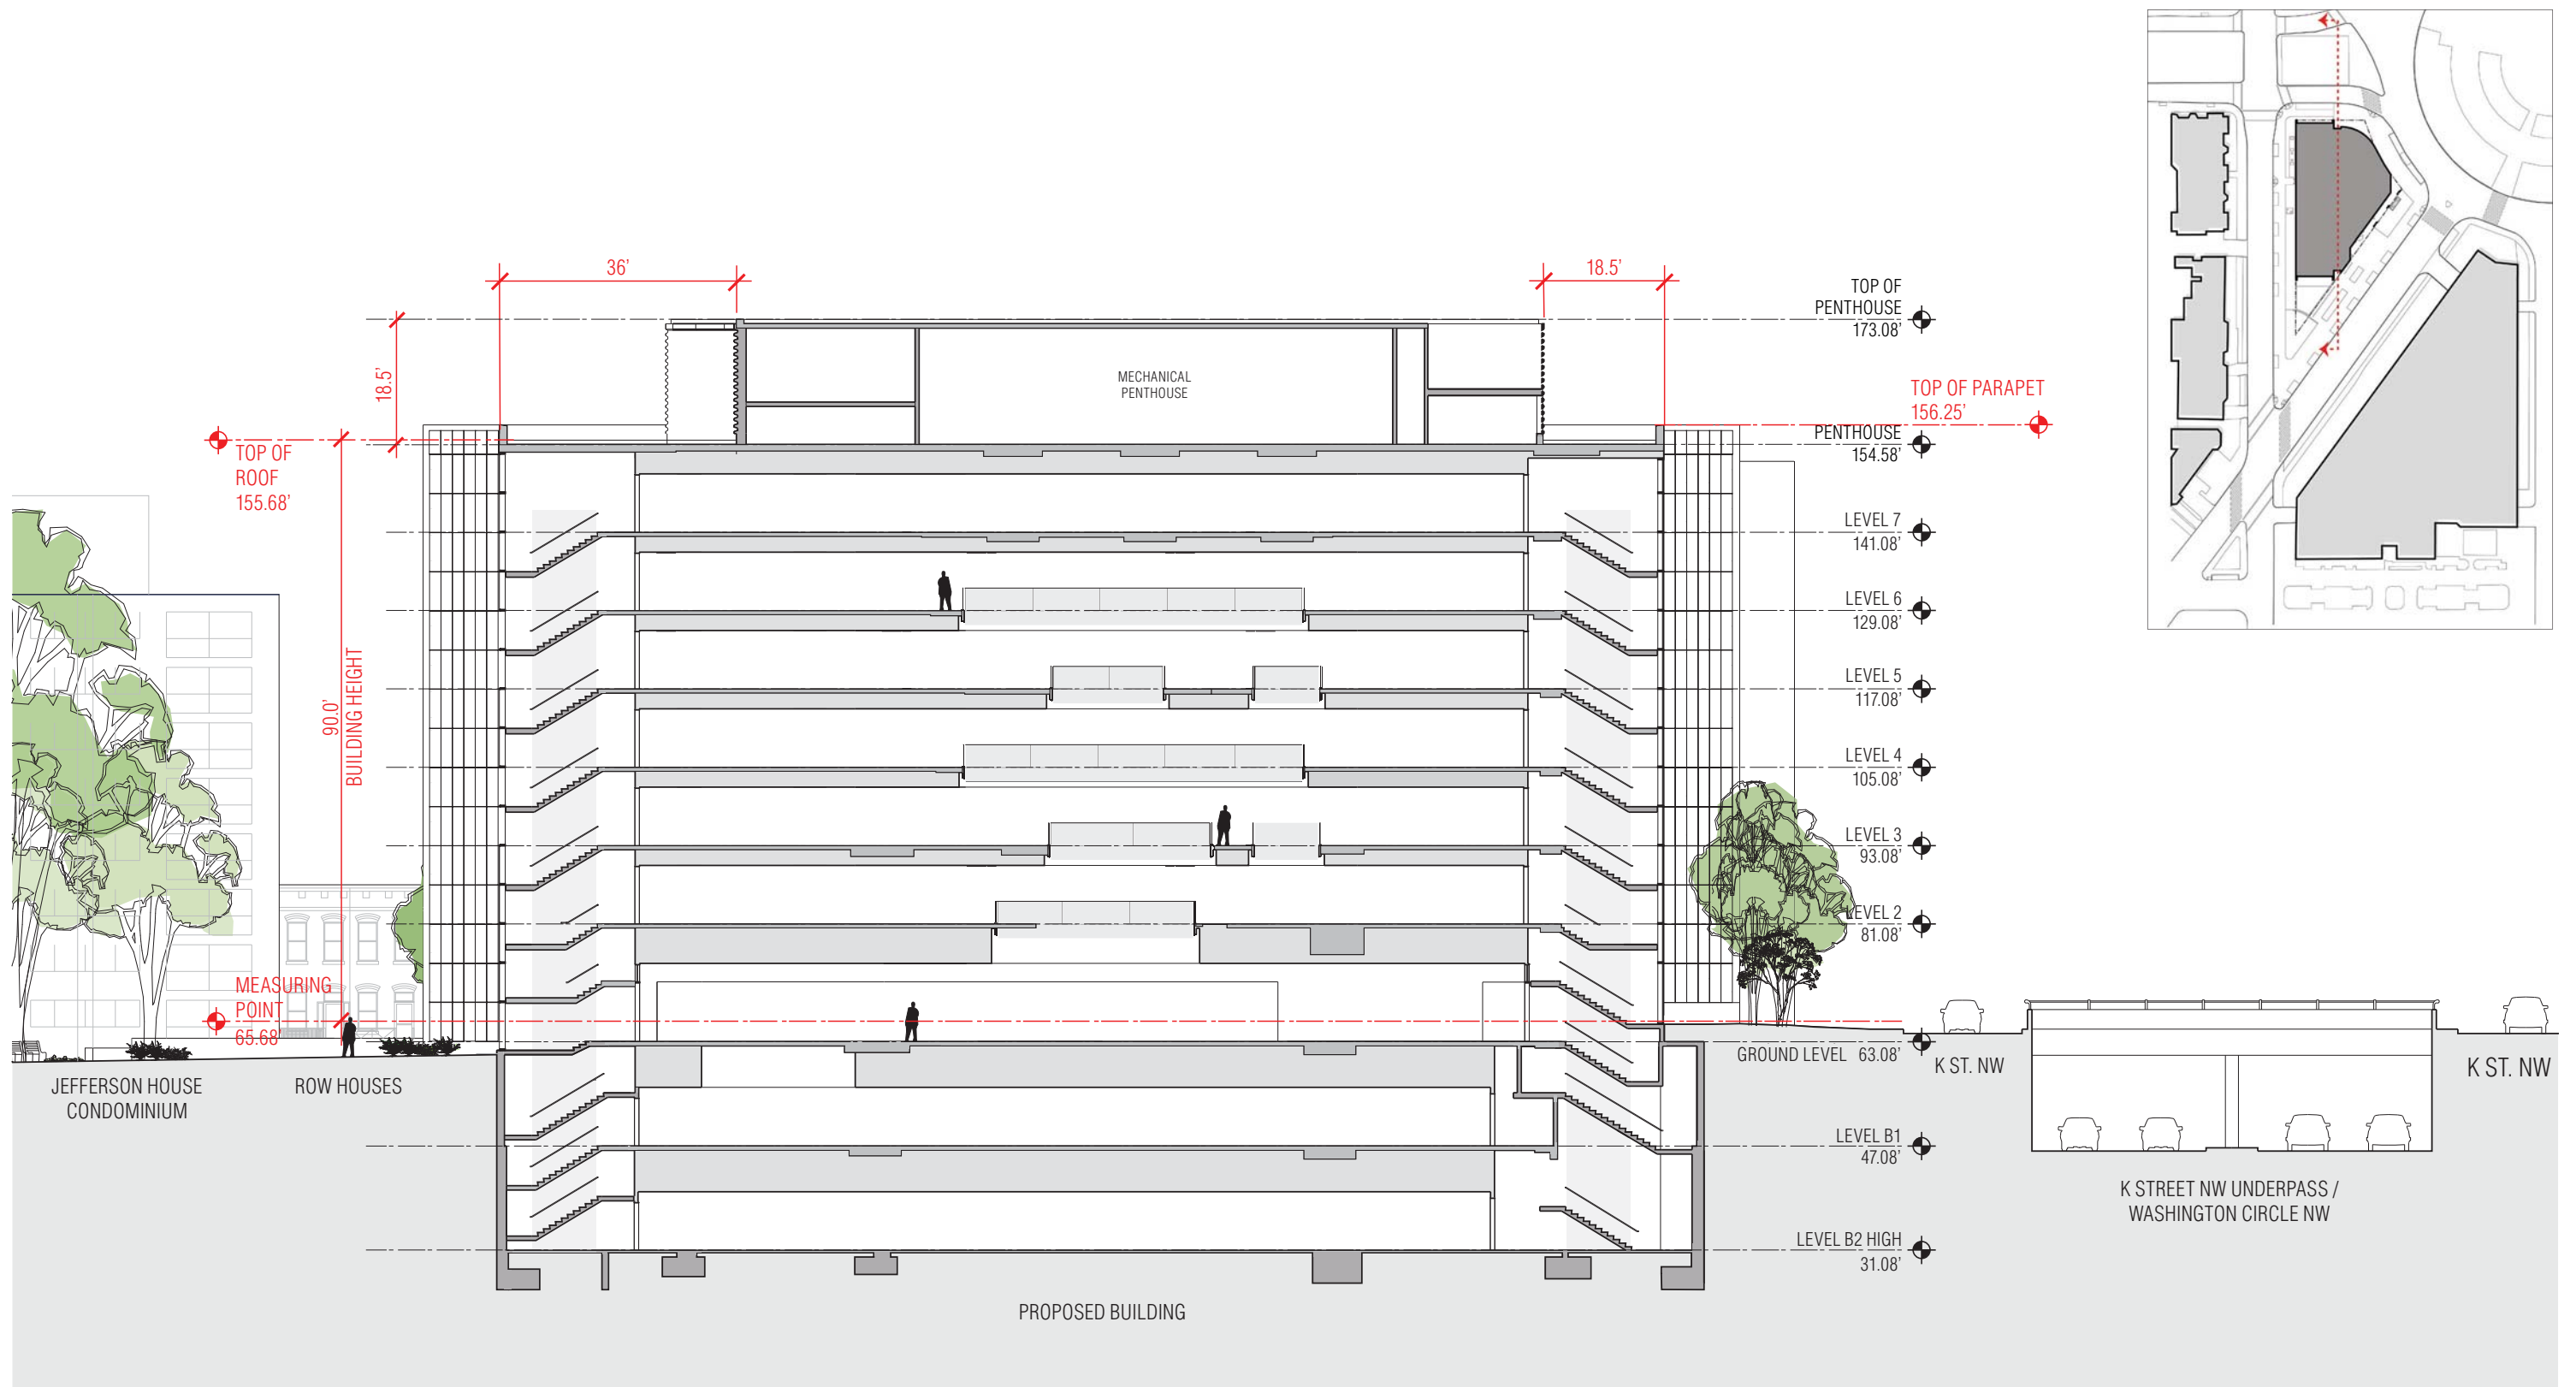 36’
18.5’
TOP OF
PENTHOUSE
173.08’
18.5’
MECHANICAL
PENTHOUSE
TOP OF PARAPET
156.25’
TOP OF
ROOF
155.68’
PENTHOUSE
154.58’
LEVEL 7
141.08’
LEVEL 6
129.08’
90.0’
BUILDING HEIGHT
LEVEL 5
117.08’
LEVEL 4
105.08’
LEVEL 3
93.08’
LEVEL 2
81.08’
MEASURING
POINT
65.68’
GROUND LEVEL 63.08’
K ST. NW
K ST. NW
JEFFERSON HOUSE
CONDOMINIUM
ROW HOUSES
LEVEL B1
47.08’
K STREET NW UNDERPASS /
WASHINGTON CIRCLE NW
LEVEL B2 HIGH
31.08’
PROPOSED BUILDING